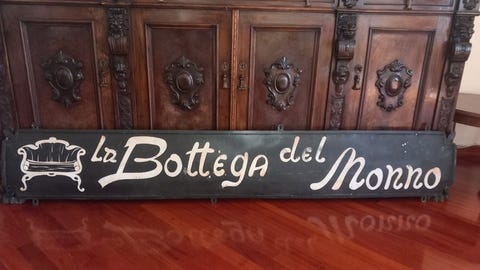 la Bottega del Nonno